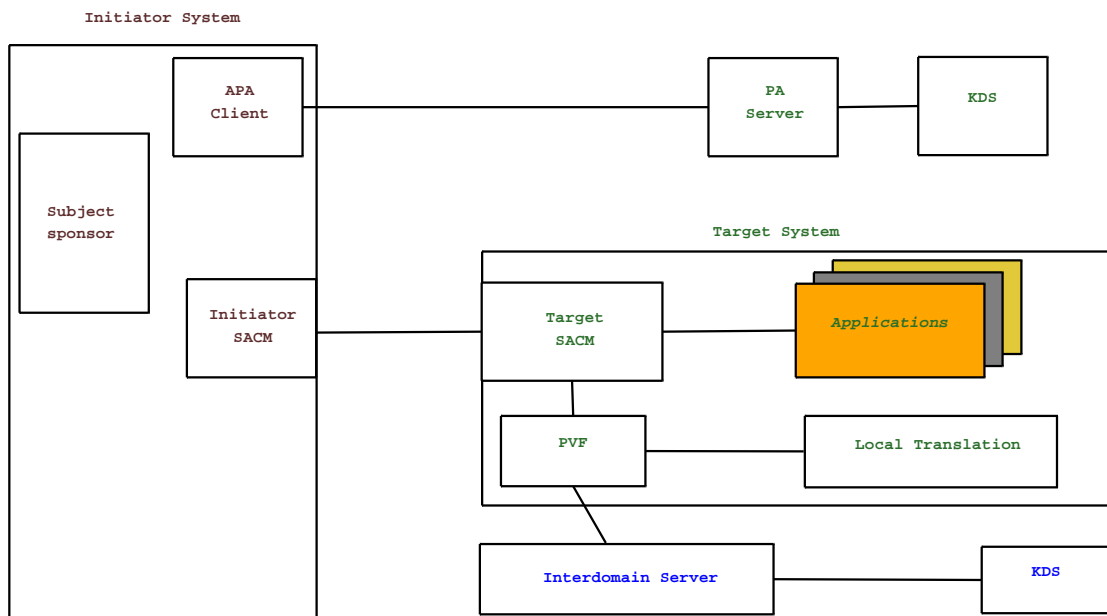 Initiator System
APA
Client
PA
Server
KDS
Subject
sponsor
Target System
Initiator
SACM
Target
SACM
Applications
PVF
Local Translation
Interdomain Server
KDS